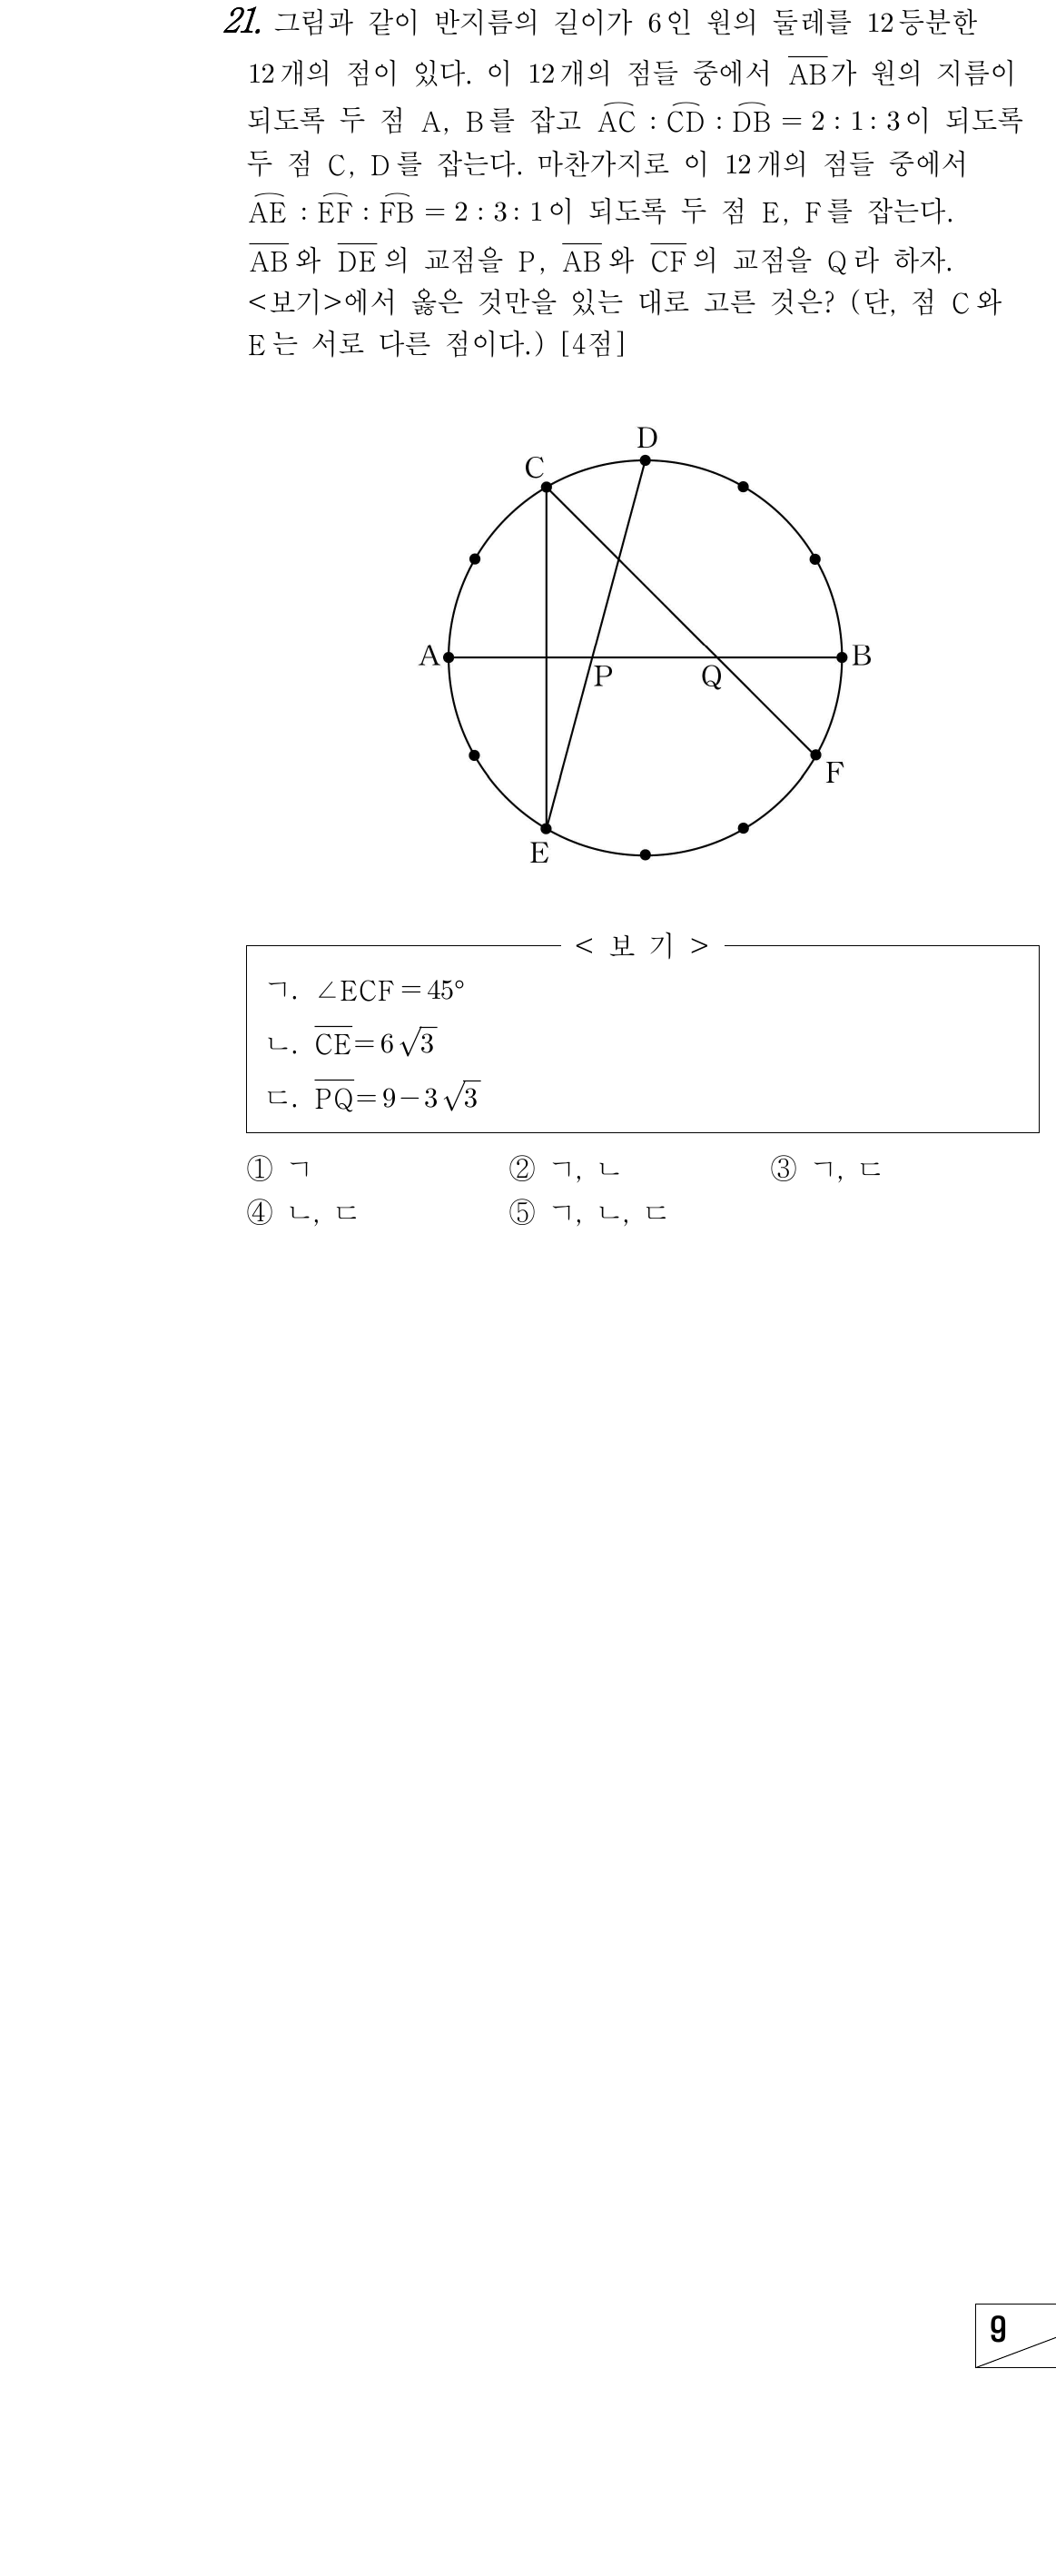 21. 그림과 같이 반지름의 길이가 6인 원의 둘레를 12등분한
12개의 점이 있다. 이 12개의 점들 중에서 $\overline{AB}$가 원의 지름이
되도록 두 점 A, B를 잡고 $\overset{\frown}{AC} : \overset{\frown}{CD} : \overset{\frown}{DB} = 2 : 1 : 3$이 되도록
두 점 C, D를 잡는다. 마찬가지로 이 12개의 점들 중에서
$\overset{\frown}{AE} : \overset{\frown}{EF} : \overset{\frown}{FB} = 2 : 3 : 1$이 되도록 두 점 E, F를 잡는다.
$\overline{AB}$와 $\overline{DE}$의 교점을 P, $\overline{AB}$와 $\overline{CF}$의 교점을 Q라 하자.
<보기>에서 옳은 것만을 있는 대로 고른 것은? (단, 점 C와
E는 서로 다른 점이다.) [4점]
D
C
A
B
P
Q
F
E
< 보 기 >
ㄱ. ∠ECF = 45°
ㄴ. $\overline{CE} = 6\sqrt{3}$
ㄷ. $\overline{PQ} = 9 - 3\sqrt{3}$
① ㄱ ② ㄱ, ㄴ ③ ㄱ, ㄷ
④ ㄴ, ㄷ ⑤ ㄱ, ㄴ, ㄷ
9